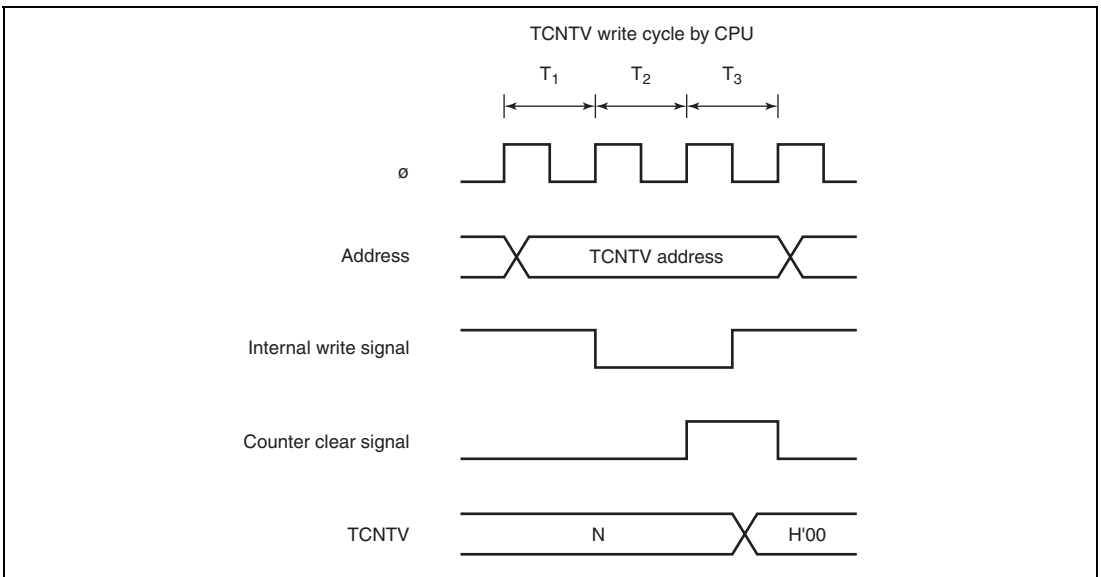 TCNTV write cycle by CPU
T1 T2 T3
ø
Address TCNTV address
Internal write signal
Counter clear signal
TCNTV N H'00